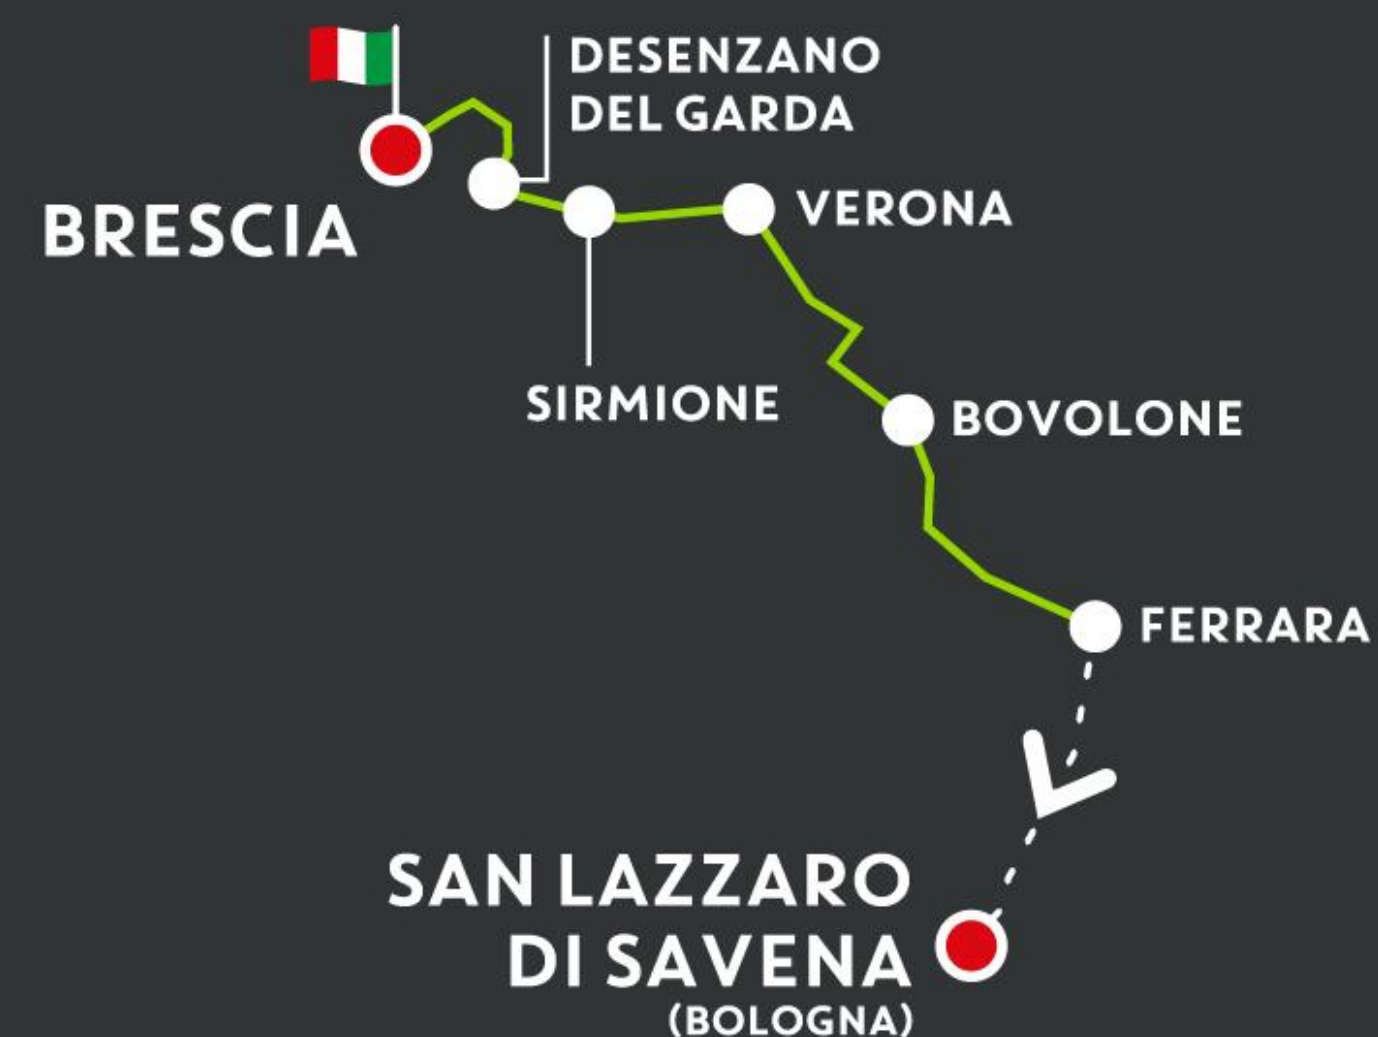 DESENZANO
DEL GARDA
BRESCIA
VERONA
SIRMIONE
BOVOLONE
FERRARA
SAN LAZZARO
DI SAVENA
(BOLOGNA)